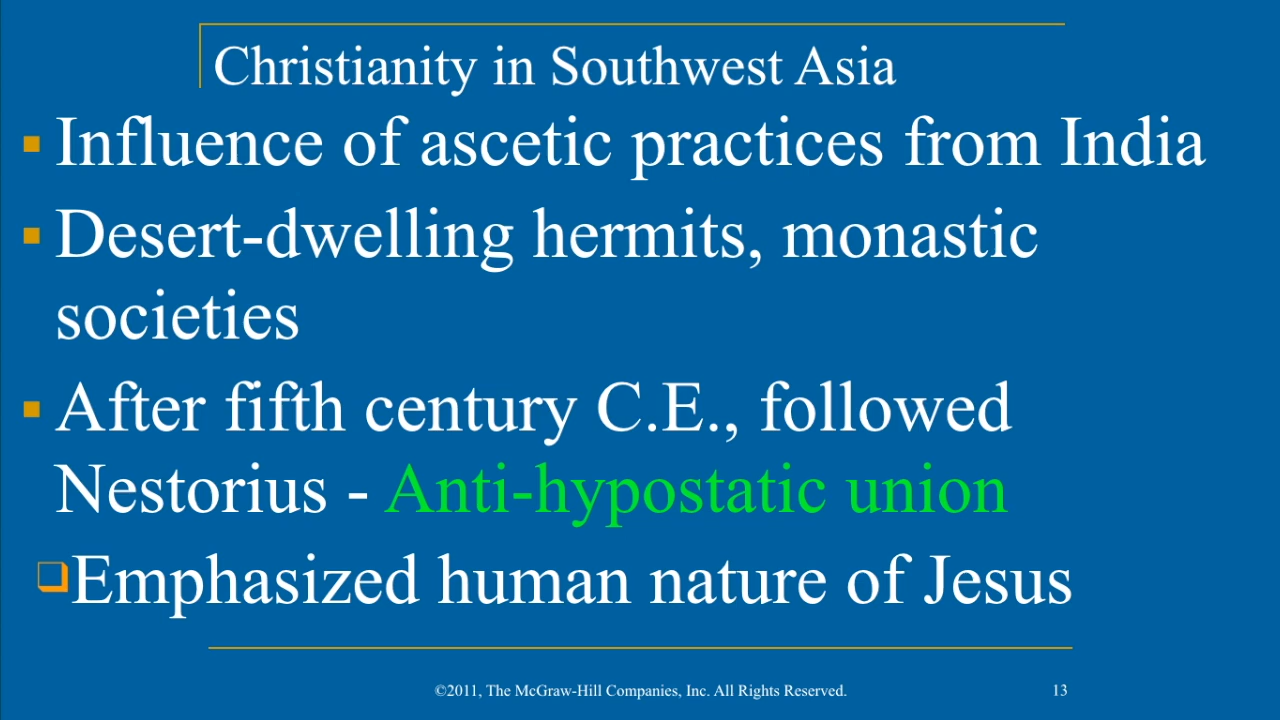 Christianity in Southwest Asia
Influence of ascetic practices from India
Desert-dwelling hermits, monastic
societies
After fifth century C.E., followed
Nestorius - Anti-hypostatic union
Emphasized human nature of Jesus
©2011, The McGraw-Hill Companies, Inc. All Rights Reserved.
13